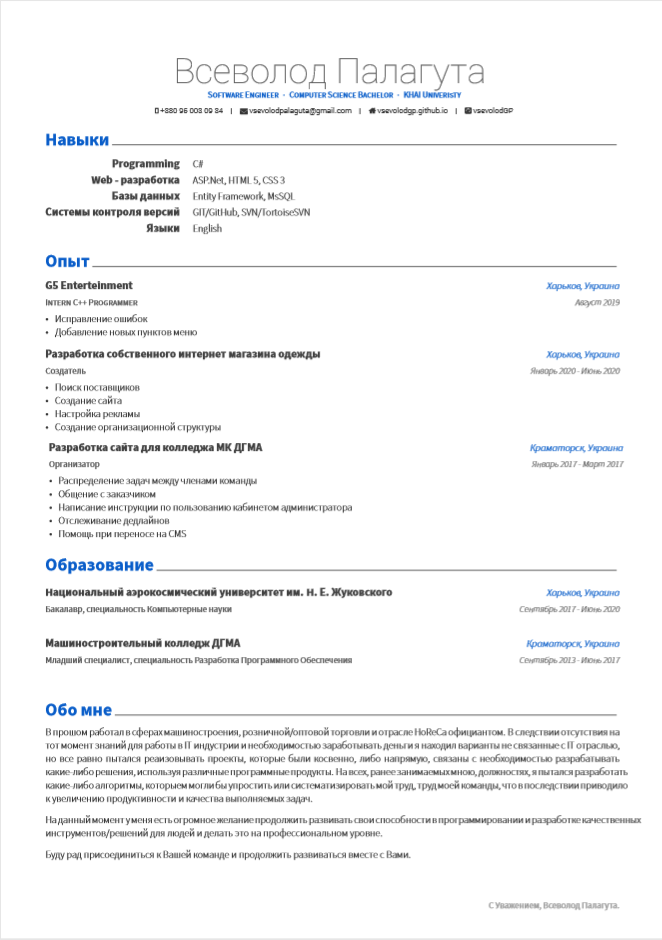 Всеволод Палагута
Software Engineer · Computer Science Bachelor · KHAI Univeristy
+380 96 003 09 84 | vsevolodpalaguta@gmail.com | vsevolodgp.github.io | vsevolodGP
Навыки
Programming C#
Web - разработка ASP.Net, HTML 5, CSS 3
Базы данных Entity Framework, MsSQL
Системы контроля версий GIT/GitHub, SVN/TortoiseSVN
Языки English
Опыт
G5 Enterteinment Харьков, Украина
Intern C++ Programmer Август 2019
• Исправление ошибок
• Добавление новых пунктов меню
Разработка собственного интернет магазина одежды Харьков, Украина
Создатель Январь 2020 - Июнь 2020
• Поиск поставщиков
• Создание сайта
• Настройка рекламы
• Создание организационной структуры
Разработка сайта для колледжа МК ДГМА Краматорск, Украина
Организатор Январь 2017 - Март 2017
• Распределение задач между членами команды
• Общение с заказчиком
• Написание инструкции по пользованию кабинетом администратора
• Отслеживание дедлайнов
• Помощь при переносе на CMS
Образование
Национальный аэрокосмический университет им. Н. Е. Жуковского Харьков, Украина
Бакалавр, специальность Компьютерные науки Сентябрь 2017 - Июнь 2020
Машиностроительный колледж ДГМА Краматорск, Украина
Младший специалист, специальность Разработка Программного Обеспечения Сентябрь 2013 - Июнь 2017
Обо мне
В прошом работал в сферах машиностроения, розничной/оптовой торговли и отрасле HoReCa официантом. В следствии отсутствия на
тот момент знаний для работы в IT индустрии и необходимостью заработывать деньги я находил варианты не связанные с IT отраслью,
но все равно пытался реаизовывать проекты, которые были косвенно, либо напрямую, связаны с необходимостью разрабатывать
какие-либо решения, используя различные программные продукты. На всех, ранее занимаемых мною, должностях, я пытался разработать
какие-либо алгоритмы, которыем могли бы упростить или систематизировать мой труд, труд моей команды, что в последствии приводило
к увеличению продуктивности и качества выполняемых задач.
На данный момент у меня есть огромное желание продолжить развивать свои способности в программировании и разработке качественных
инструментов/решений для людей и делать это на профессиональном уровне.
Буду рад присоединиться к Вашей команде и продолжить развиваться вместе с Вами.
С Уважением, Всеволод Палагута.